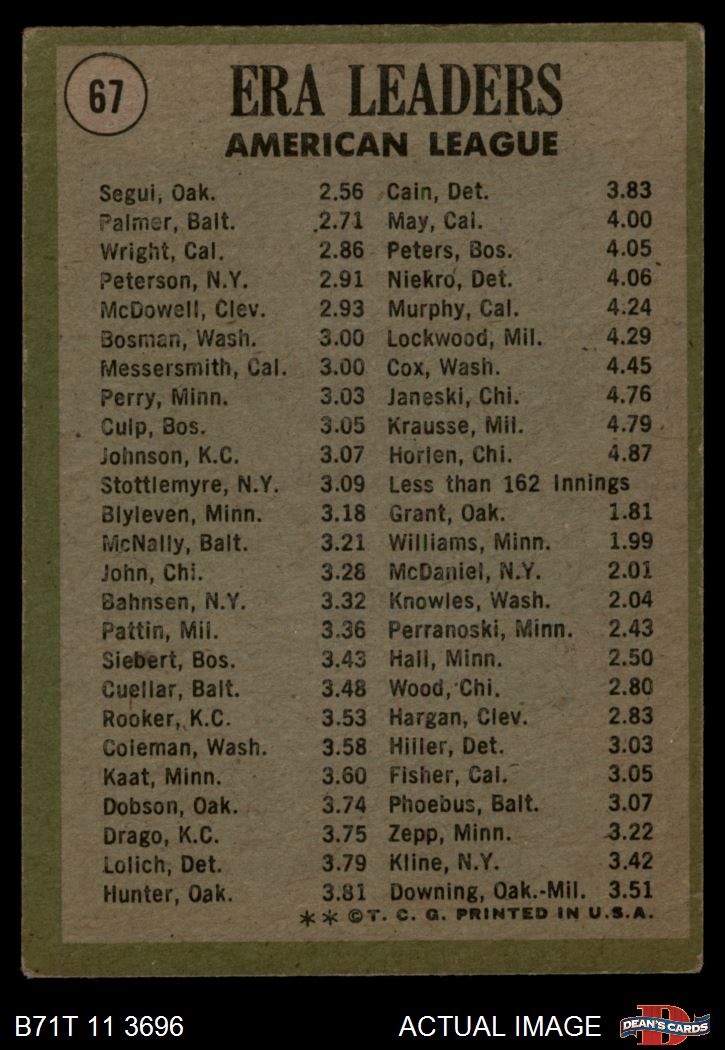 67
ERA LEADERS
AMERICAN LEAGUE
Segui, Oak. 2.56
Palmer, Balt. 2.71
Wright, Cal. 2.86
Peterson, N.Y. 2.91
McDowell, Clev. 2.93
Bosman, Wash. 3.00
Messersmith, Cal. 3.00
Perry, Minn. 3.03
Culp, Bos. 3.05
Johnson, K.C. 3.07
Stottlemyre, N.Y. 3.09
Blyleven, Minn. 3.18
McNally, Balt. 3.21
John, Chi. 3.28
Bahnsen, N.Y. 3.32
Pattin, Mil. 3.36
Siebert, Bos. 3.43
Cuellar, Balt. 3.48
Rooker, K.C. 3.53
Coleman, Wash. 3.58
Kaat, Minn. 3.60
Dobson, Oak. 3.74
Drago, K.C. 3.75
Lolich, Det. 3.79
Hunter, Oak. 3.81
Cain, Det. 3.83
May, Cal. 4.00
Peters, Bos. 4.05
Niekro, Det. 4.06
Murphy, Cal. 4.24
Lockwood, Mil. 4.29
Cox, Wash. 4.45
Janeski, Chi. 4.76
Krausse, Mil. 4.79
Horlen, Chi. 4.87
Less than 162 Innings
Grant, Oak. 1.81
Williams, Minn. 1.99
McDaniel, N.Y. 2.01
Knowles, Wash. 2.04
Perranoski, Minn. 2.43
Hall, Minn. 2.50
Wood, Chi. 2.80
Hargan, Clev. 2.83
Hiller, Det. 3.03
Fisher, Cal. 3.05
Phoebus, Balt. 3.07
Zepp, Minn. 3.22
Kline, N.Y. 3.42
Downing, Oak.-Mil. 3.51
** ©T. C. G. PRINTED IN U.S.A.
B71T 11 3696
ACTUAL IMAGE
D
DEAN'S CARDS